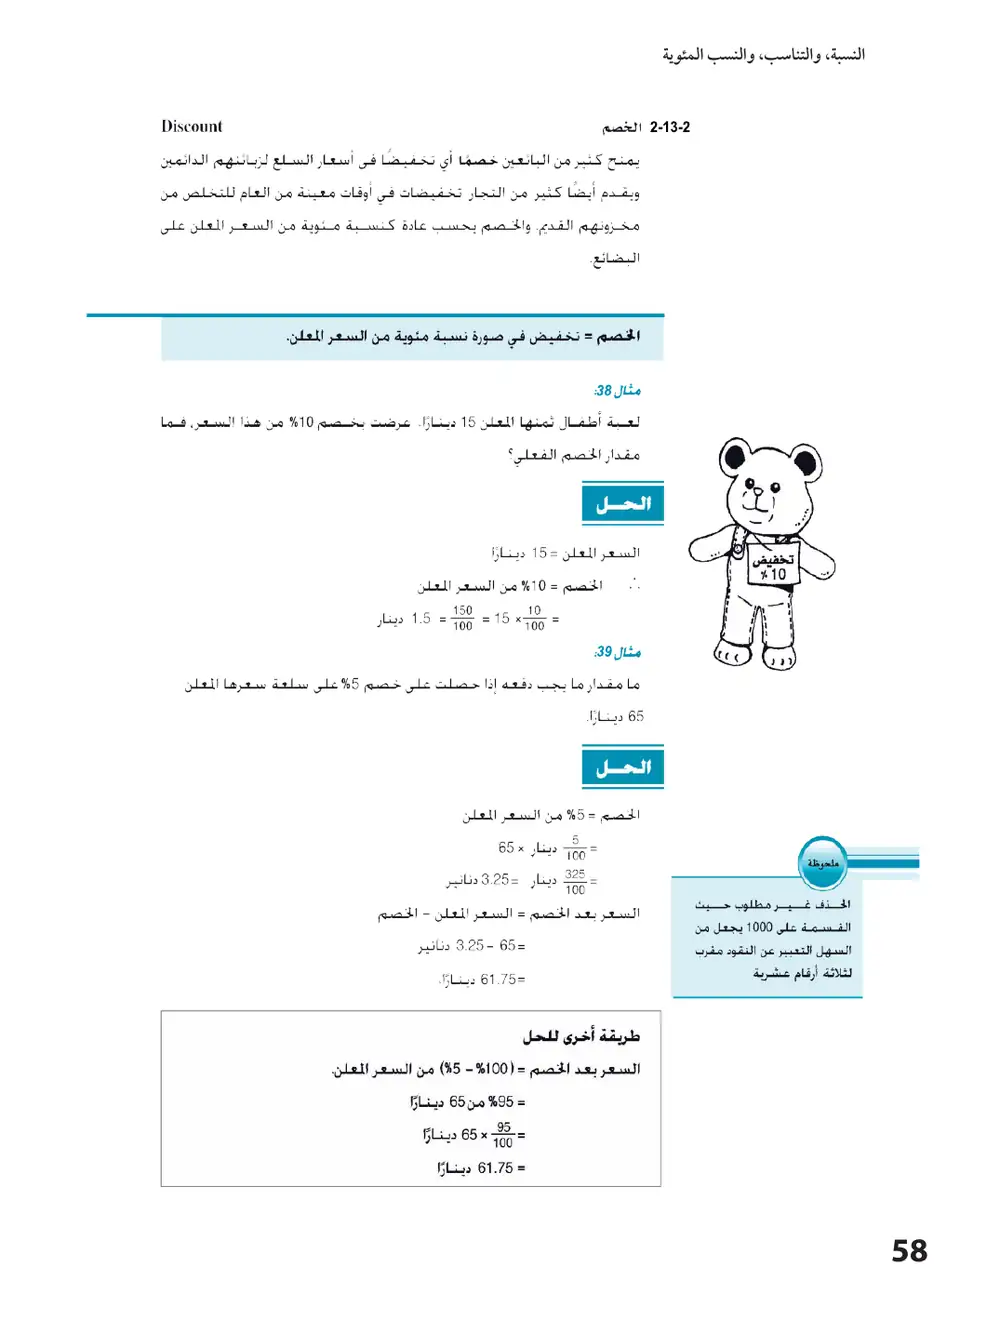 النسبة، والتناسب، والنسب المئوية
2-13-2 الخصم Discount
يمنح كثير من البائعين خصمًا أي تخفيضًا في أسعار السلع لزبائنهم الدائمين
ويقدم أيضًا كثير من التجار تخفيضات في أوقات معينة من العام للتخلص من
مخزونهم القديم. والخصم يحسب عادة كنسبة مئوية من السعر المعلن على
البضائع.
الخصم = تخفيض في صورة نسبة مئوية من السعر المعلن.
مثال 38:
لعبة أطفال ثمنها المعلن 15 دينارًا. عرضت بخصم 10% من هذا السعر، فما
مقدار الخصم الفعلي؟
الحل
السعر المعلن = 15 دينارًا
∴ الخصم = 10% من السعر المعلن
= 10/100 × 15 = 150/100 = 1.5 دينار
تخفيض
10 %
مثال 39:
ما مقدار ما يجب دفعه إذا حصلت على خصم 5% على سلعة سعرها المعلن
65 دينارًا.
الحل
الخصم = 5% من السعر المعلن
= 5/100 دينار × 65
= 325/100 دينار = 3.25 دنانير
السعر بعد الخصم = السعر المعلن – الخصم
= 65 – 3.25 دنانير
= 61.75 دينارًا.
ملحوظة
الحذف غير مطلوب حيث
القسمة على 1000 يجعل من
السهل التعبير عن النقود مقرب
لثلاثة أرقام عشرية
طريقة أخرى للحل
السعر بعد الخصم = (100% – 5%) من السعر المعلن.
= 95% من 65 دينارًا
= 95/100 × 65 دينارًا
= 61.75 دينارًا
58